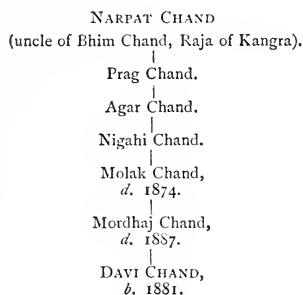 NARPAT CHAND
(uncle of Bhim Chand, Raja of Kangra).
Prag Chand.
Agar Chand.
Nigahi Chand.
Molak Chand,
d. 1874.
Mordhaj Chand,
d. 1887.
DAVI CHAND,
b. 1881.